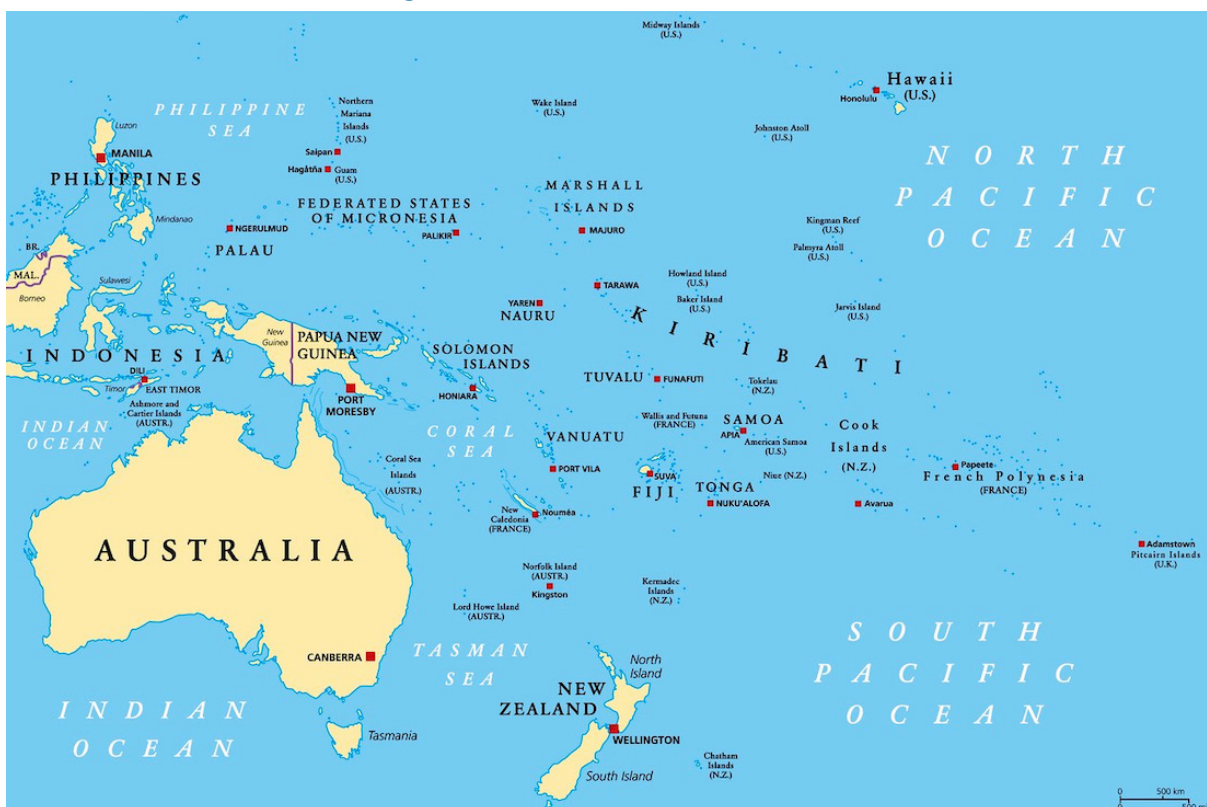 Midway Islands
(U.S.)
Hawaii
(U.S.)
Honolulu
PHILIPPINE
SEA
Luzon
MANILA
PHILIPPINES
Mindanao
Northern
Mariana
Islands
(U.S.)
Saipan
Hagåtña
Guam
(U.S.)
Wake Island
(U.S.)
Johnston Atoll
(U.S.)
NORTH
PACIFIC
OCEAN
FEDERATED STATES
OF MICRONESIA
PALIKIR
MARSHALL
ISLANDS
MAJURO
NGERULMUD
PALAU
Kingman Reef
(U.S.)
Palmyra Atoll
(U.S.)
BR.
MAL.
Borneo
Sulawesi
Howland Island
(U.S.)
Baker Island
(U.S.)
Jarvis Island
(U.S.)
TARAWA
YAREN
NAURU
KIRIBATI
INDONESIA
New
Guinea
PAPUA NEW
GUINEA
PORT
MORESBY
SOLOMON
ISLANDS
HONIARA
TUVALU
FUNAFUTI
Tokelau
(N.Z.)
DILI
Timor
EAST TIMOR
Ashmore and
Cartier Islands
(AUSTR.)
INDIAN
OCEAN
CORAL
SEA
Coral Sea
Islands
(AUSTR.)
VANUATU
PORT VILA
Wallis and Futuna
(FRANCE)
SAMOA
APIA
American Samoa
(U.S.)
Cook
Islands
(N.Z.)
Avarua
SUVA
FIJI
TONGA
NUKU'ALOFA
Niue (N.Z.)
Papeete
French Polynesia
(FRANCE)
New
Caledonia
(FRANCE)
Nouméa
AUSTRALIA
CANBERRA
Adamstown
Pitcairn Islands
(U.K.)
Norfolk Island
(AUSTR.)
Kingston
Kermadec
Islands
(N.Z.)
Lord Howe Island
(AUSTR.)
TASMAN
SEA
SOUTH
PACIFIC
OCEAN
INDIAN
OCEAN
Tasmania
North
Island
NEW
ZEALAND
WELLINGTON
South Island
Chatham
Islands
(N.Z.)
0 500 km
0 500 mi